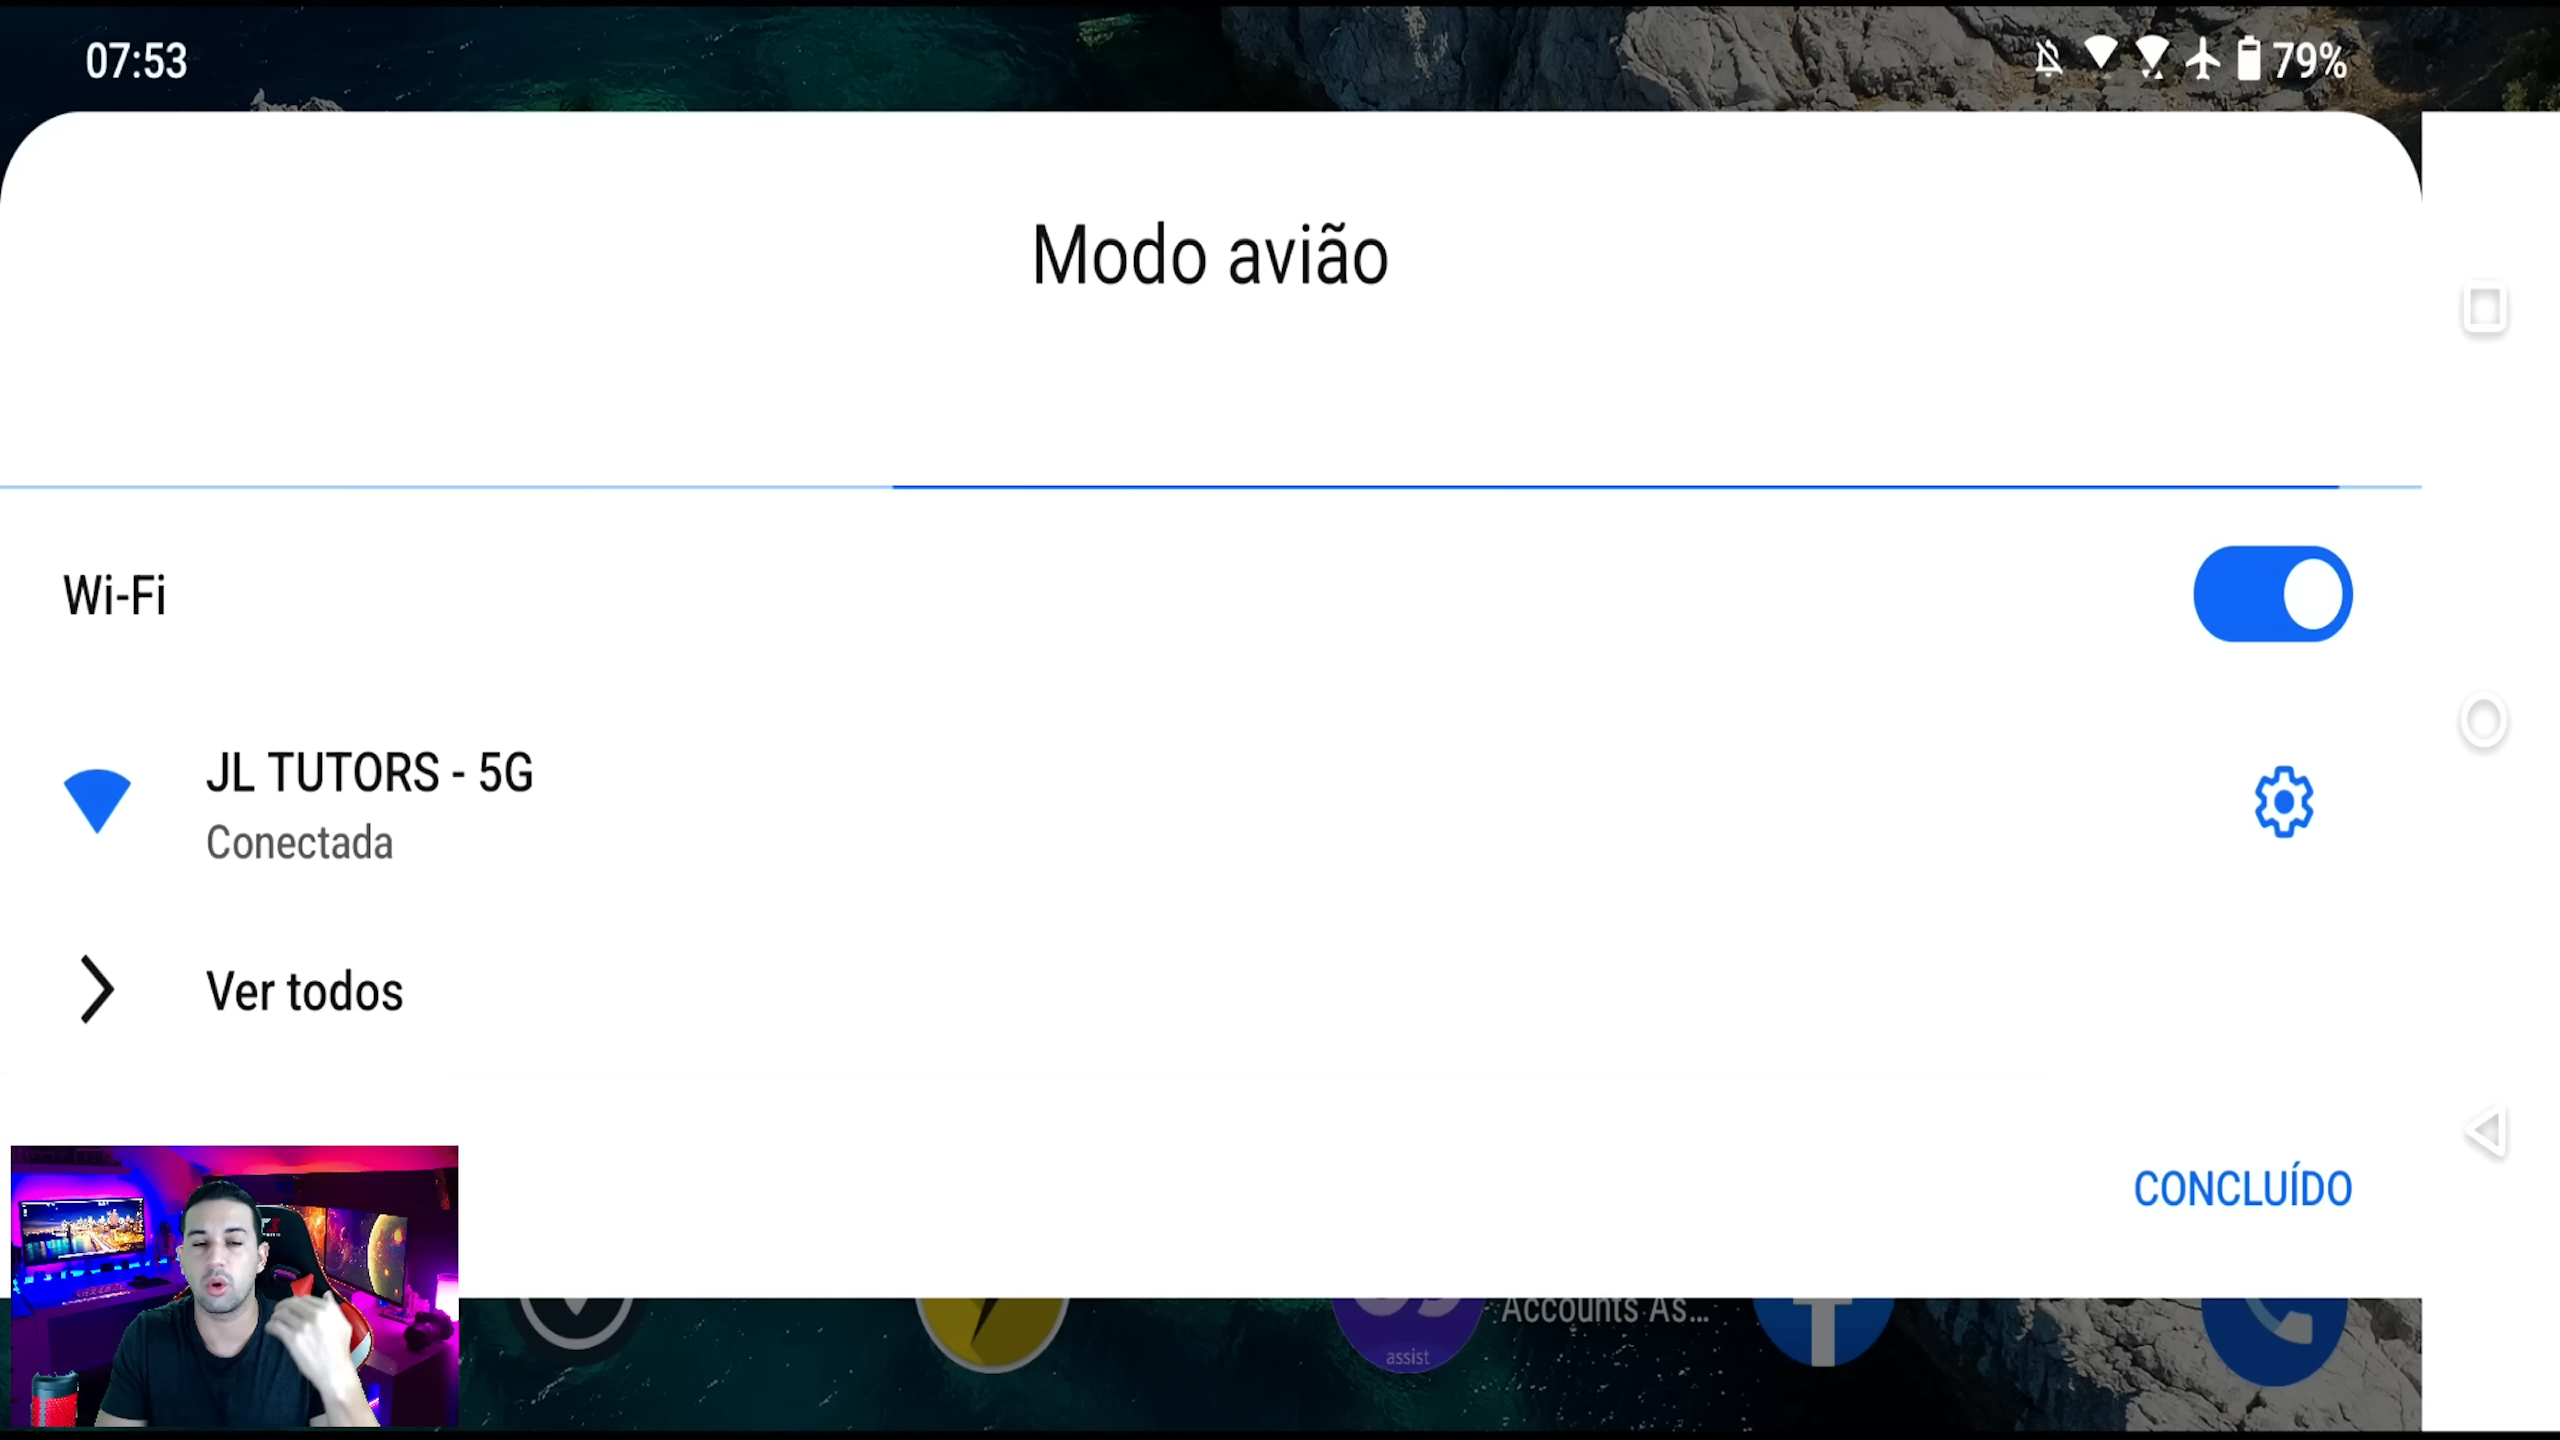 07:53
79%
Modo avião
Wi-Fi
JL TUTORS - 5G
Conectada
Ver todos
CONCLUÍDO
Accounts As...
assist